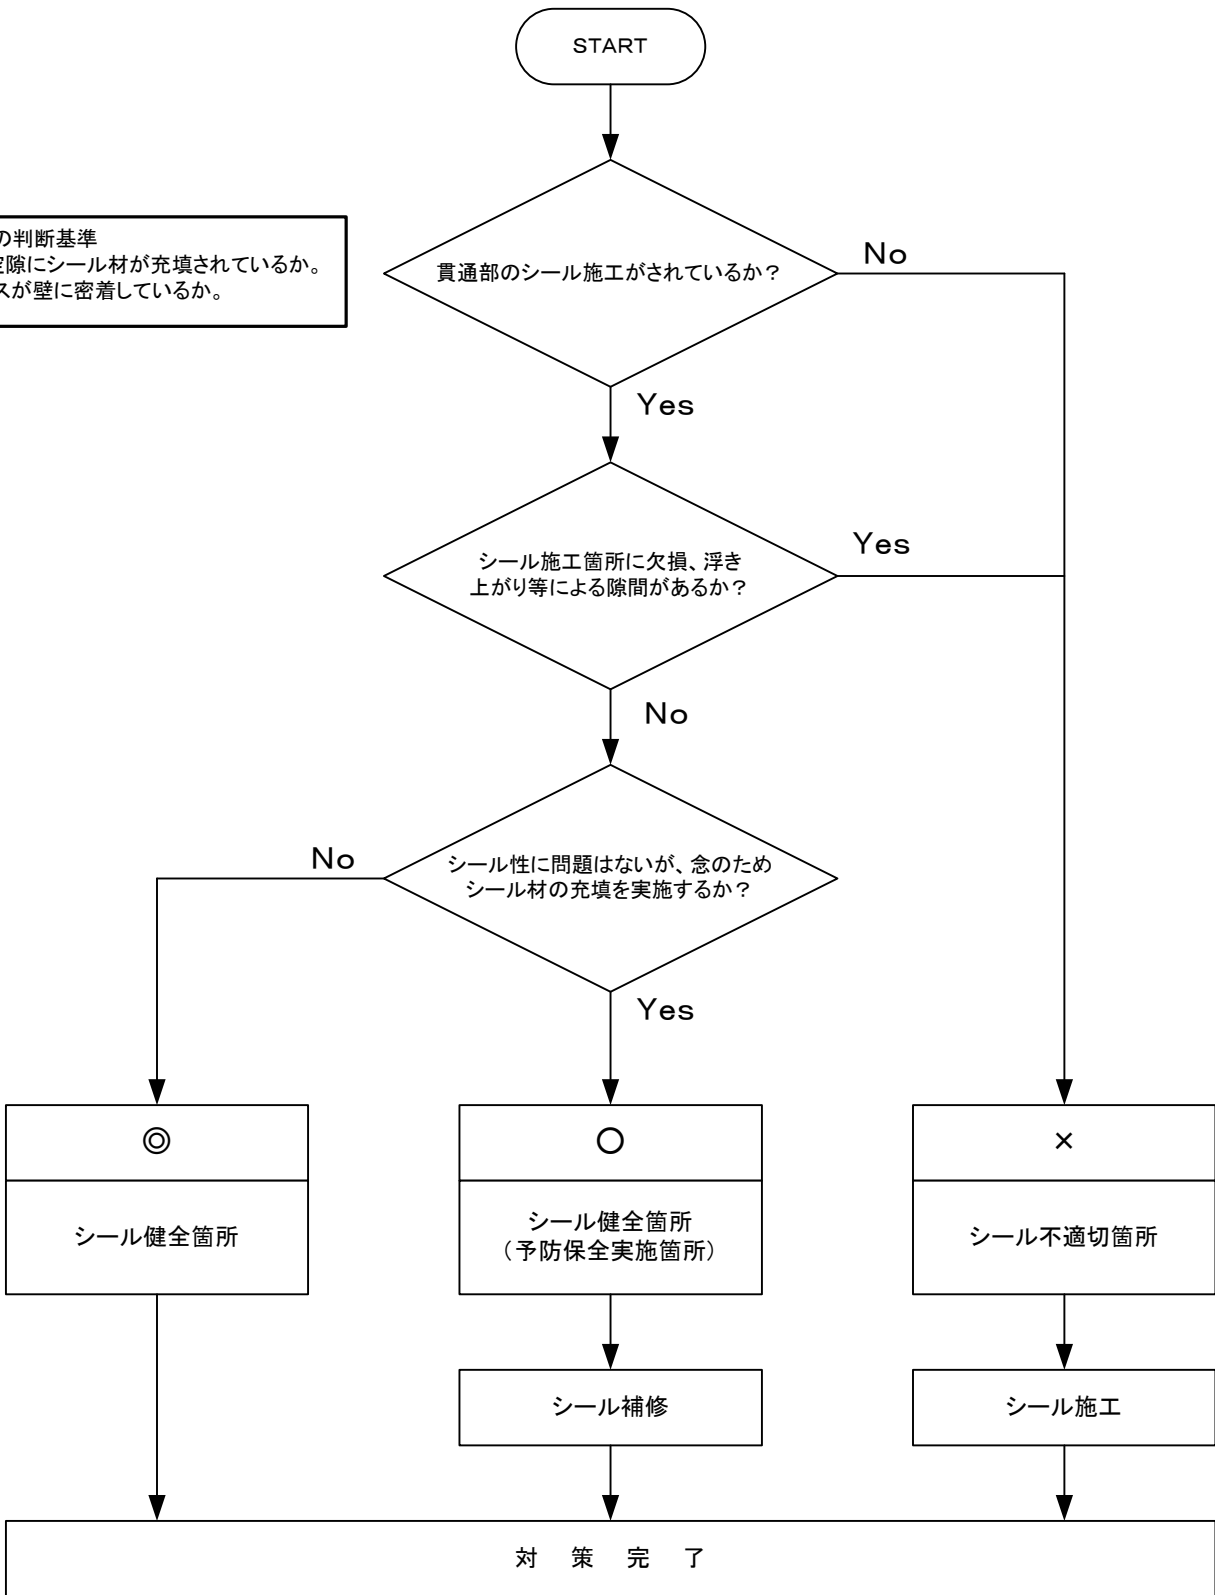 START
の判断基準
空隙にシール材が充填されているか。
スが壁に密着しているか。
貫通部のシール施工がされているか？
No
Yes
シール施工箇所に欠損、浮き
上がり等による隙間があるか？
Yes
No
シール性に問題はないが、念のため
シール材の充填を実施するか？
No
Yes
◎
シール健全箇所
○
シール健全箇所
（予防保全実施箇所）
×
シール不適切箇所
シール補修
シール施工
対　策　完　了